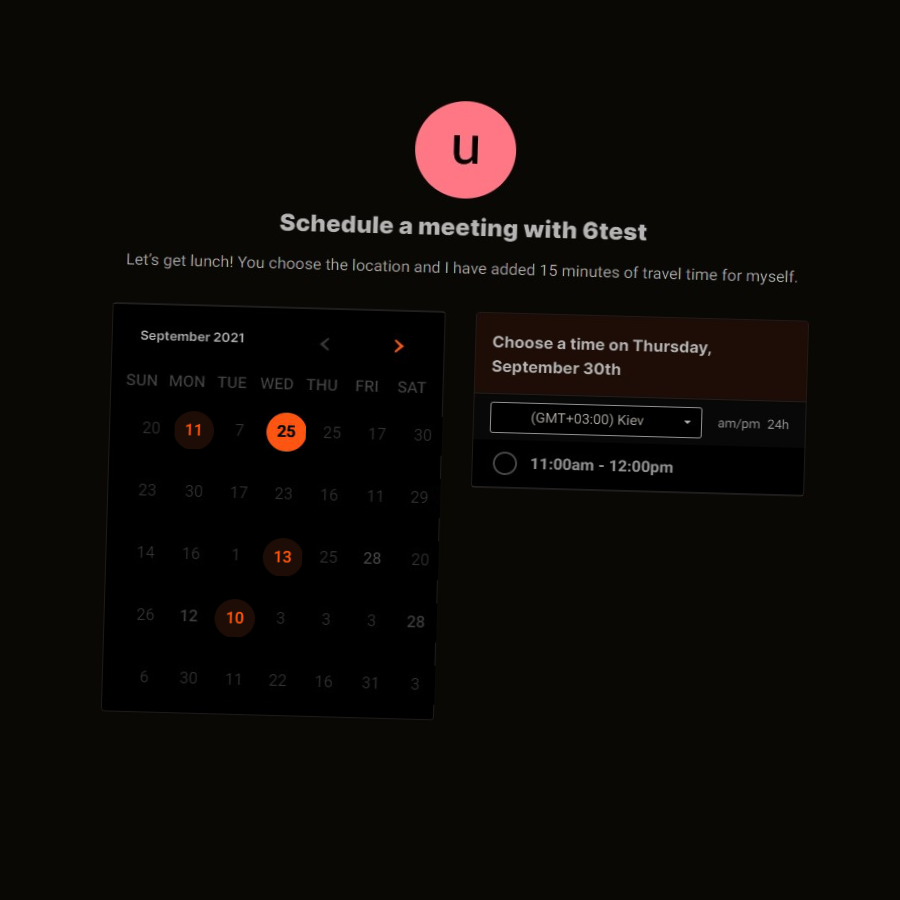 u
Schedule a meeting with 6test
Let's get lunch! You choose the location and I have added 15 minutes of travel time for myself.
September 2021
SUN MON TUE WED THU FRI SAT
20 11 7 25 25 17 30
23 30 17 23 16 11 29
14 16 1 13 25 28 20
26 12 10 3 3 3 28
6 30 11 22 16 31 3
Choose a time on Thursday,
September 30th
(GMT+03:00) Kiev am/pm 24h
11:00am - 12:00pm